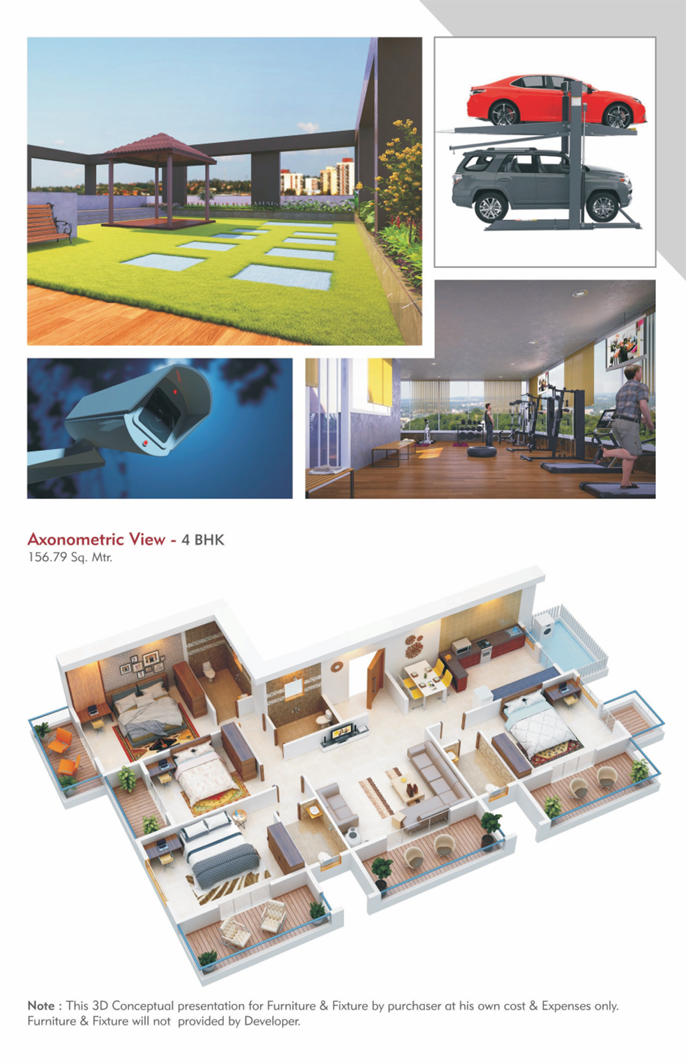 Axonometric View - 4 BHK
156.79 Sq. Mtr.
Note : This 3D Conceptual presentation for Furniture & Fixture by purchaser at his own cost & Expenses only.
Furniture & Fixture will not provided by Developer.